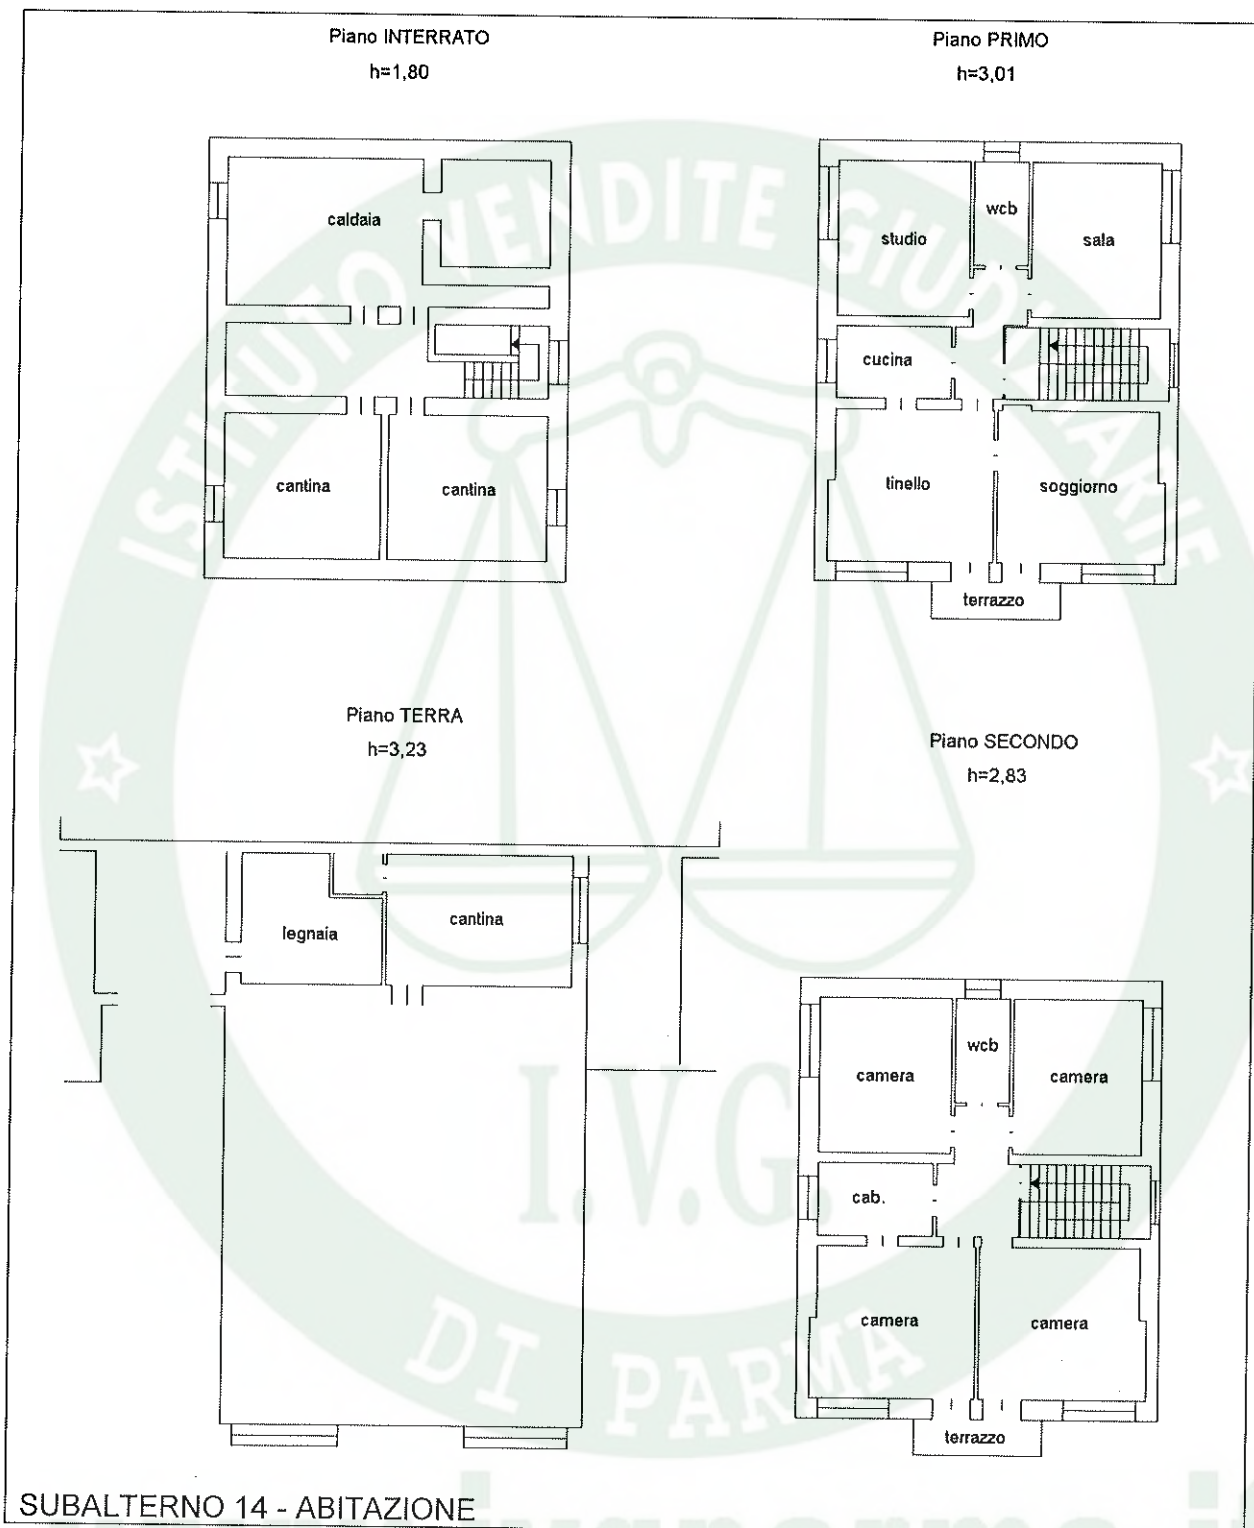 Piano INTERRATO
h=1,80
caldaia
cantina
cantina
Piano PRIMO
h=3,01
studio
wcb
sala
cucina
tinello
soggiorno
terrazzo
Piano TERRA
h=3,23
legnaia
cantina
Piano SECONDO
h=2,83
camera
wcb
camera
cab.
camera
camera
terrazzo
SUBALTERNO 14 - ABITAZIONE
ISTITUTO VENDITE GIUDIZIARIE
I.V.G.
DI PARMA